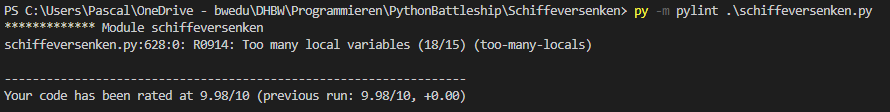 PS C:\Users\Pascal\OneDrive - bwedu\DHBW\Programmieren\PythonBattleship\Schiffeversenken> py -m pylint .\schiffeversenken.py
************* Module schiffeversenken
schiffeversenken.py:628:0: R0914: Too many local variables (18/15) (too-many-locals)
------------------------------------------------------------------
Your code has been rated at 9.98/10 (previous run: 9.98/10, +0.00)